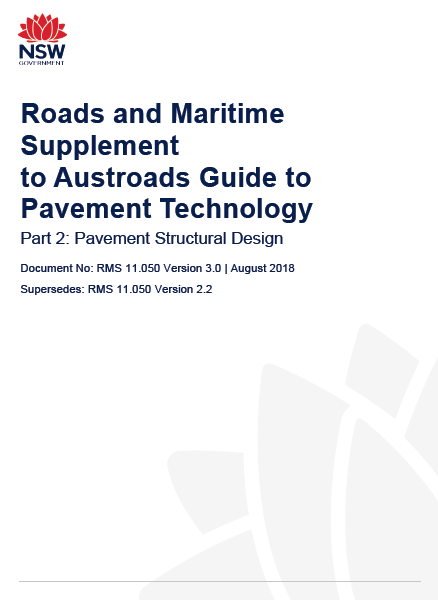 NSW
GOVERNMENT
Roads and Maritime
Supplement
to Austroads Guide to
Pavement Technology
Part 2: Pavement Structural Design
Document No: RMS 11.050 Version 3.0 | August 2018
Supersedes: RMS 11.050 Version 2.2